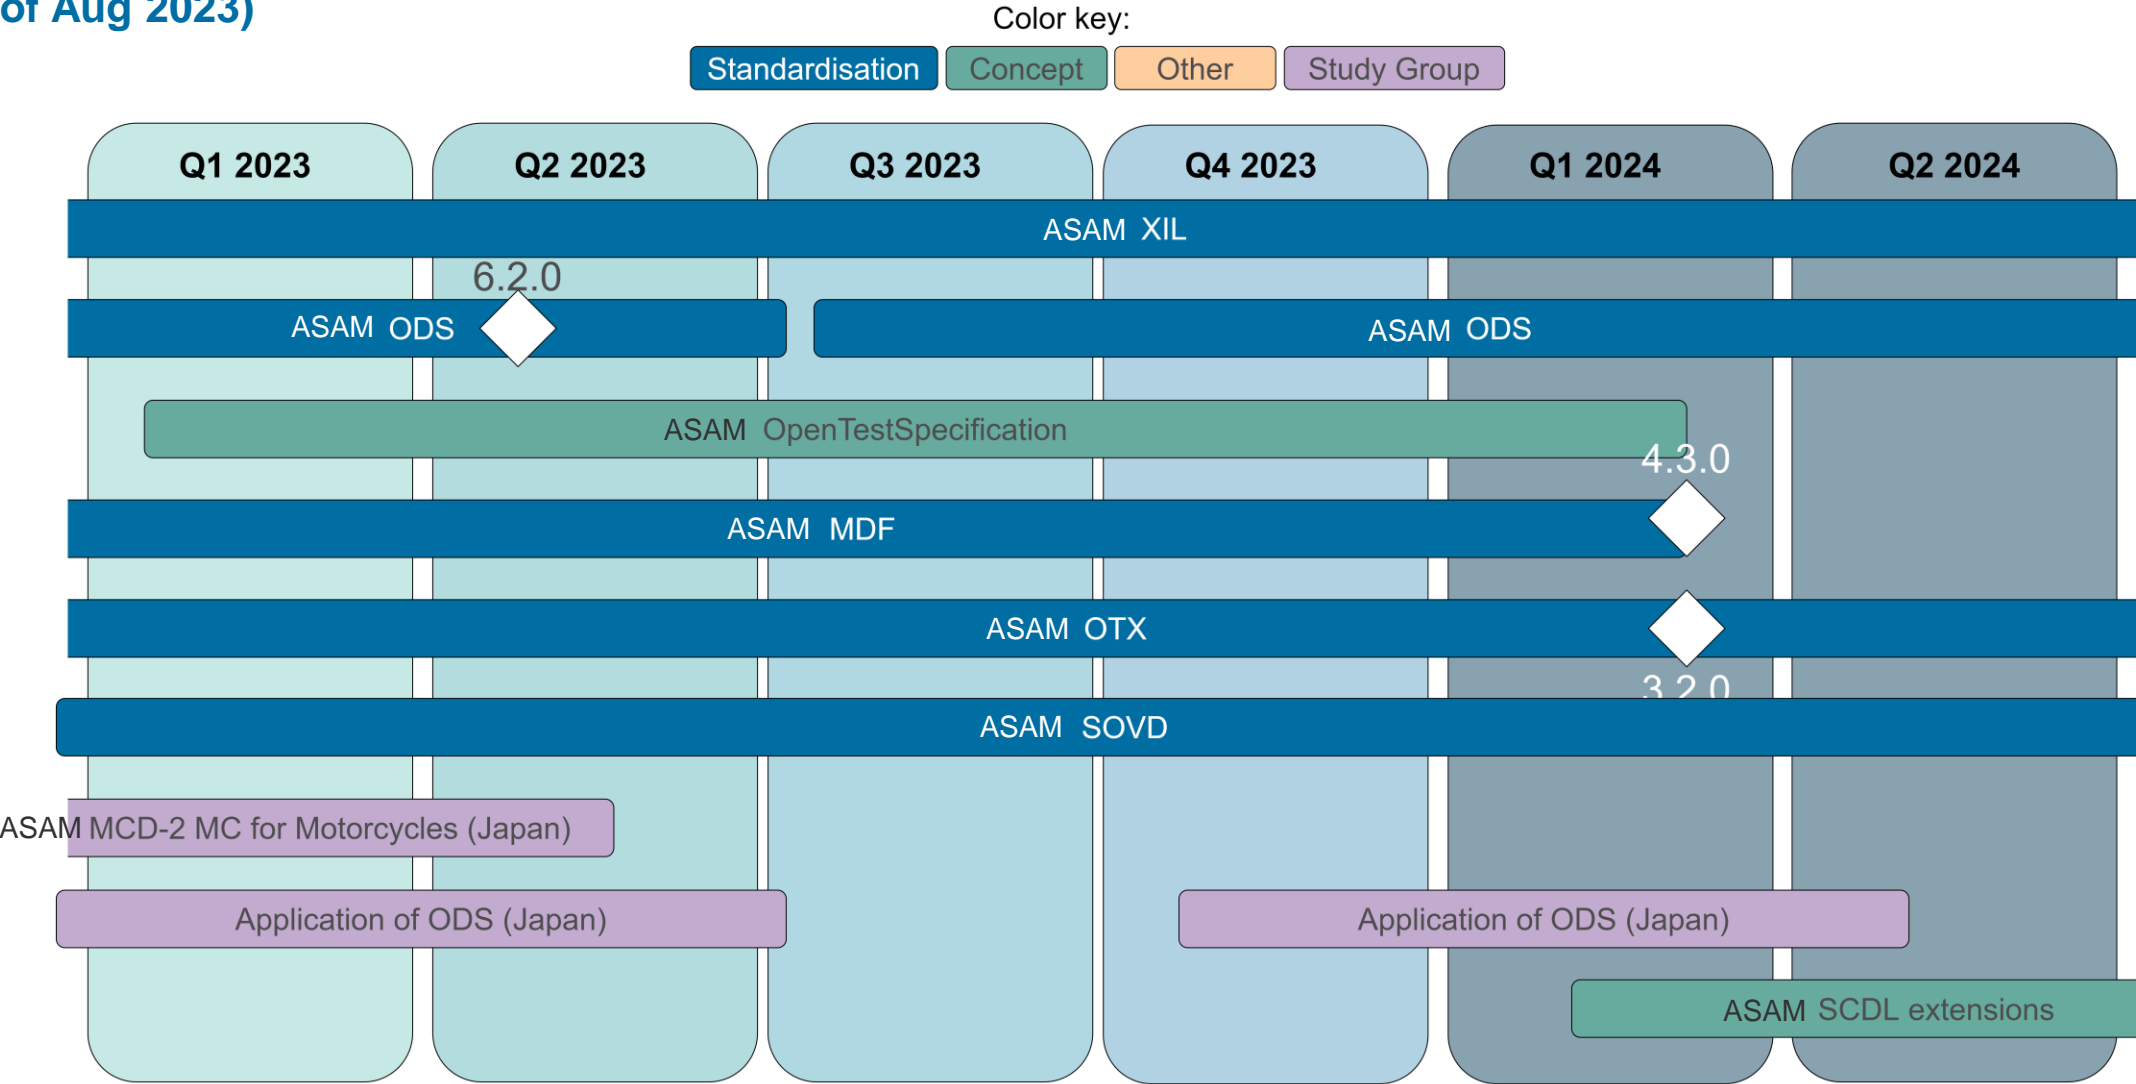 of Aug 2023)
Color key:
Standardisation Concept Other Study Group
Q1 2023 Q2 2023 Q3 2023 Q4 2023 Q1 2024 Q2 2024
ASAM XIL
6.2.0
ASAM ODS ASAM ODS
ASAM OpenTestSpecification
4.3.0
ASAM MDF
ASAM OTX
3.2.0
ASAM SOVD
ASAM MCD-2 MC for Motorcycles (Japan)
Application of ODS (Japan) Application of ODS (Japan)
ASAM SCDL extensions